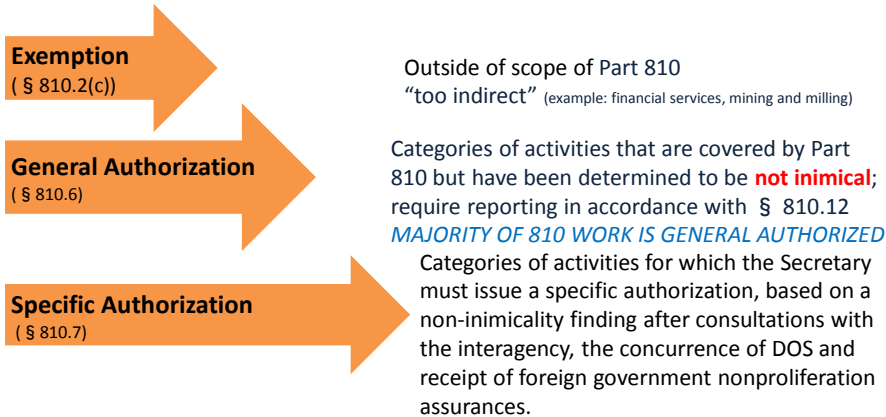 Exemption
( § 810.2(c))
Outside of scope of Part 810
“too indirect” (example: financial services, mining and milling)
General Authorization
( § 810.6)
Categories of activities that are covered by Part
810 but have been determined to be not inimical;
require reporting in accordance with § 810.12
MAJORITY OF 810 WORK IS GENERAL AUTHORIZED
Specific Authorization
( § 810.7)
Categories of activities for which the Secretary
must issue a specific authorization, based on a
non-inimicality finding after consultations with
the interagency, the concurrence of DOS and
receipt of foreign government nonproliferation
assurances.